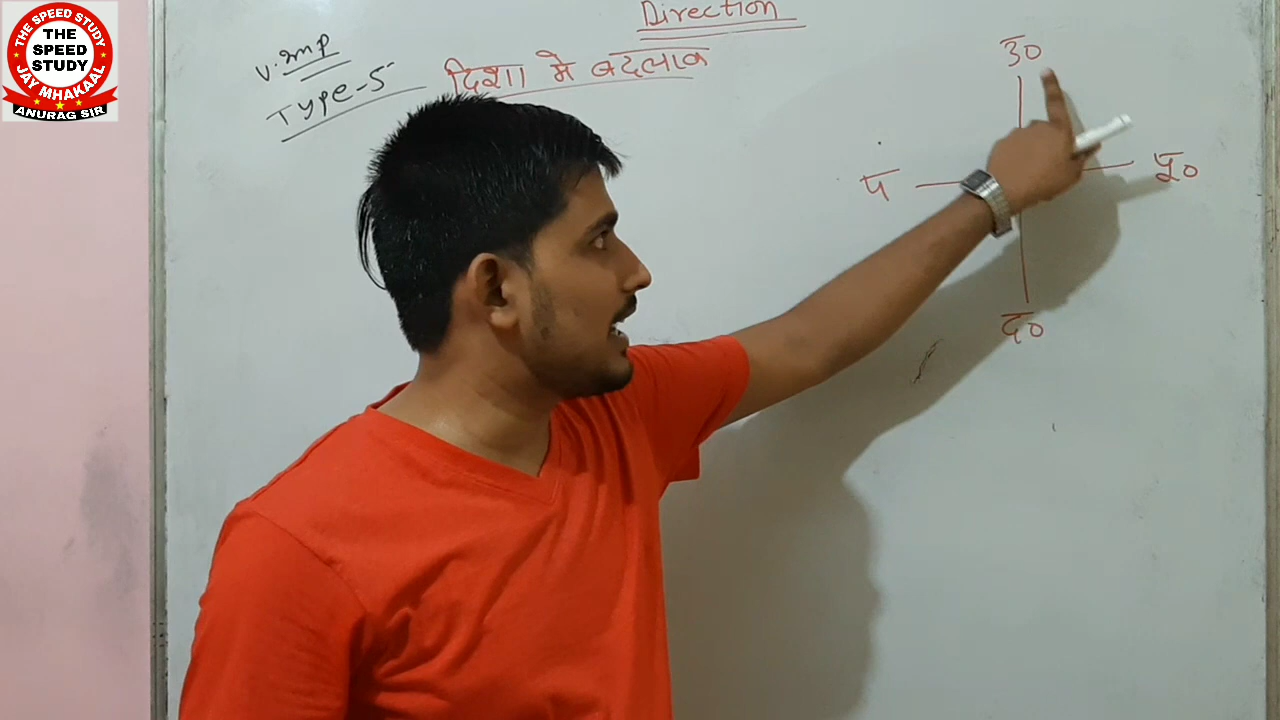 THE SPEED STUDY
THE
SPEED
STUDY
JAY MHAKAAL
ANURAG SIR
Direction
V. Imp
Type-5
दिशा मे बदलाव
उ०
प
पू०
द०